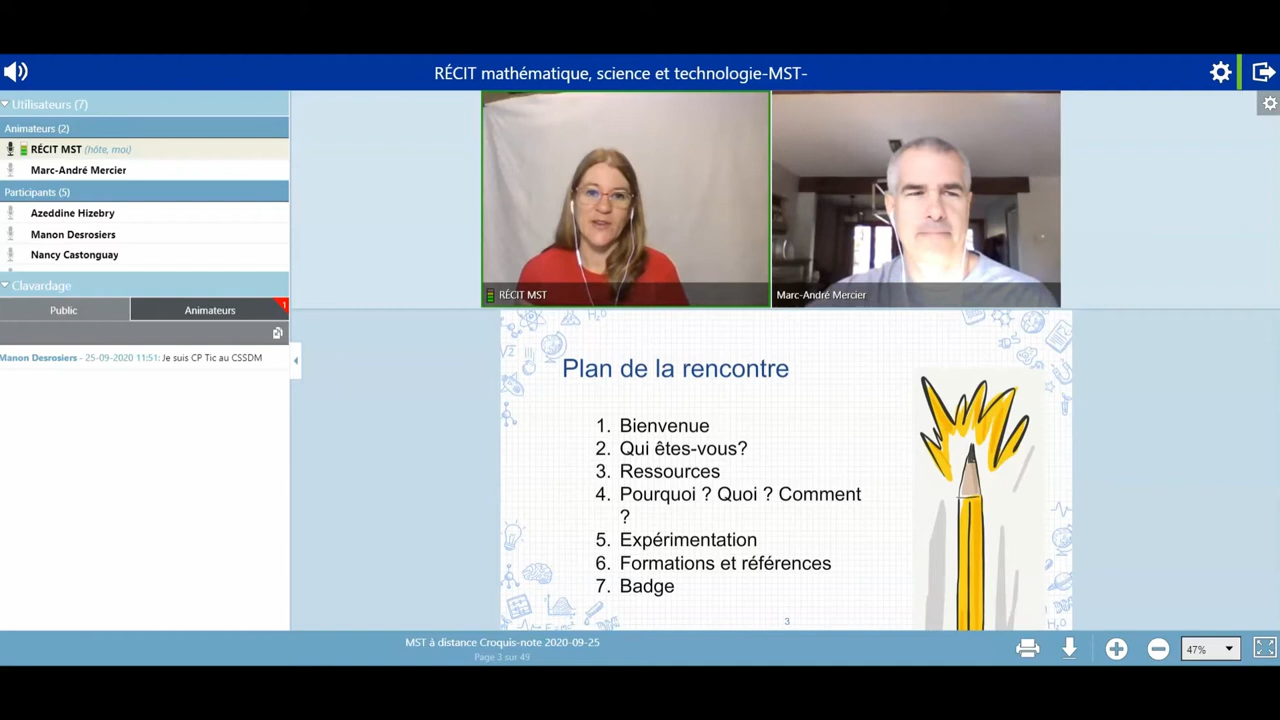 RÉCIT mathématique, science et technologie-MST-
Utilisateurs (7)
Animateurs (2)
RÉCIT MST (hôte, moi)
Marc-André Mercier
Participants (5)
Azeddine Hizebry
Manon Desrosiers
Nancy Castonguay
Clavardage
Public
Animateurs
1
Manon Desrosiers - 25-09-2020 11:51: Je suis CP Tic au CSSDM
RÉCIT MST
Marc-André Mercier
Plan de la rencontre
1. Bienvenue
2. Qui êtes-vous?
3. Ressources
4. Pourquoi ? Quoi ? Comment
?
5. Expérimentation
6. Formations et références
7. Badge
3
MST à distance Croquis-note 2020-09-25
Page 3 sur 49
47%